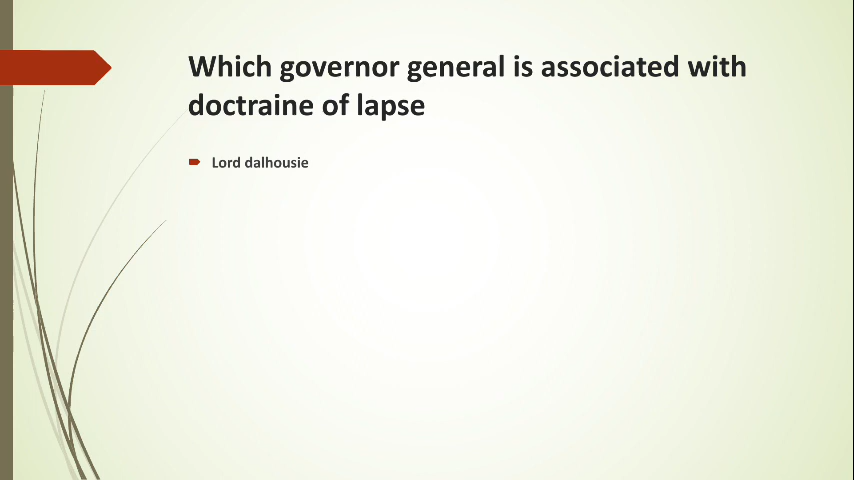 Which governor general is associated with
doctraine of lapse
Lord dalhousie